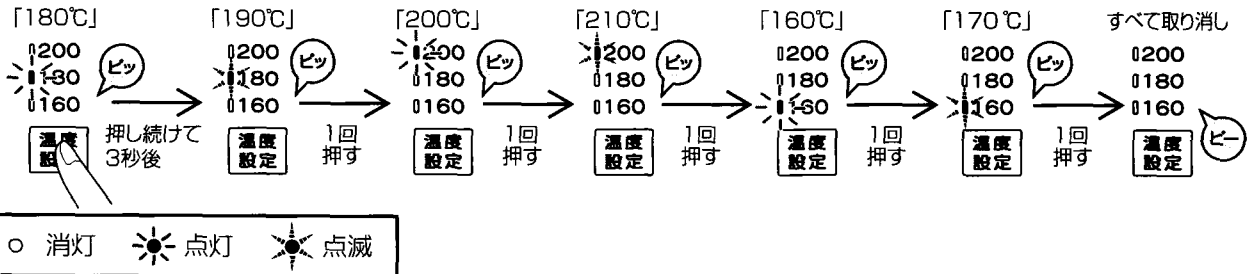 「180℃」 「190℃」 「200℃」 「210℃」 「160℃」 「170℃」 すべて取り消し
200 200 200 200 200 200 200
180 180 180 180 180 180 180
160 160 160 160 160 160 160
ピッ ピッ ピッ ピッ ピッ ピッ ピー
温度 温度 温度 温度 温度 温度 温度
設定 設定 設定 設定 設定 設定 設定
押し続けて 1回 1回 1回 1回 1回
3秒後 押す 押す 押す 押す 押す
消灯 点灯 点滅